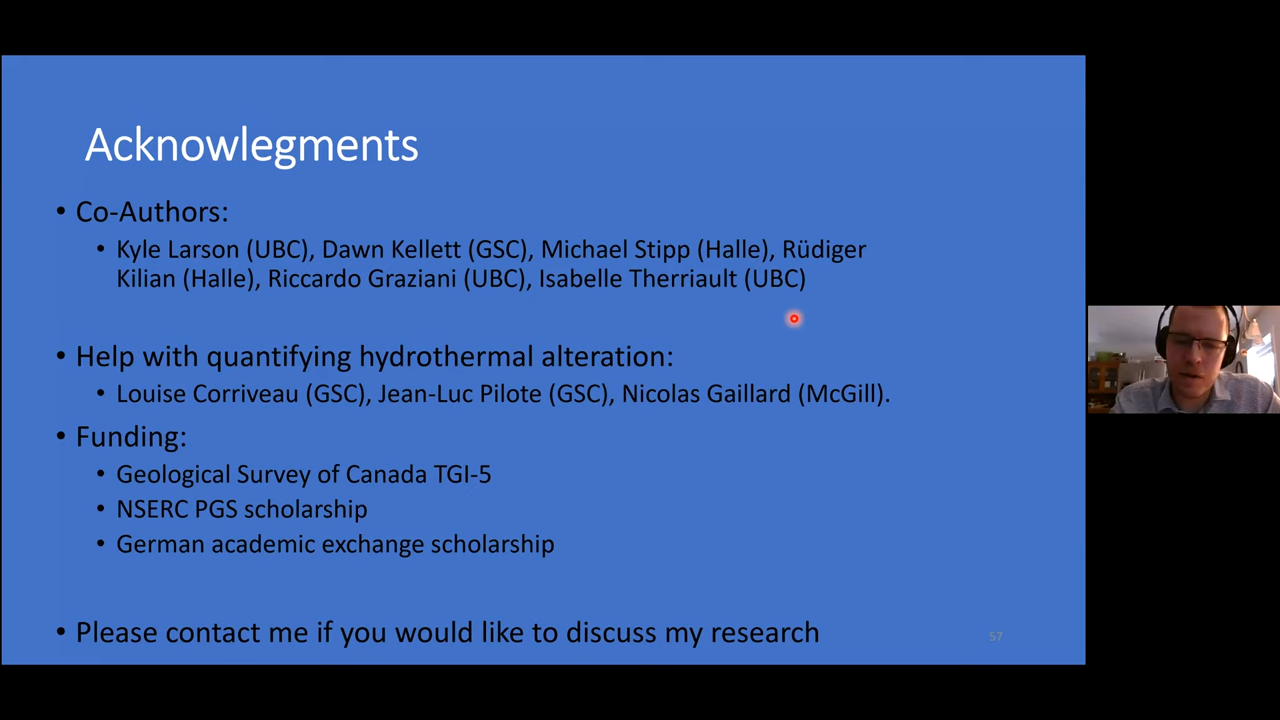 Acknowlegments
• Co-Authors:
• Kyle Larson (UBC), Dawn Kellett (GSC), Michael Stipp (Halle), Rüdiger
Kilian (Halle), Riccardo Graziani (UBC), Isabelle Therriault (UBC)
• Help with quantifying hydrothermal alteration:
• Louise Corriveau (GSC), Jean-Luc Pilote (GSC), Nicolas Gaillard (McGill).
• Funding:
• Geological Survey of Canada TGI-5
• NSERC PGS scholarship
• German academic exchange scholarship
• Please contact me if you would like to discuss my research
57